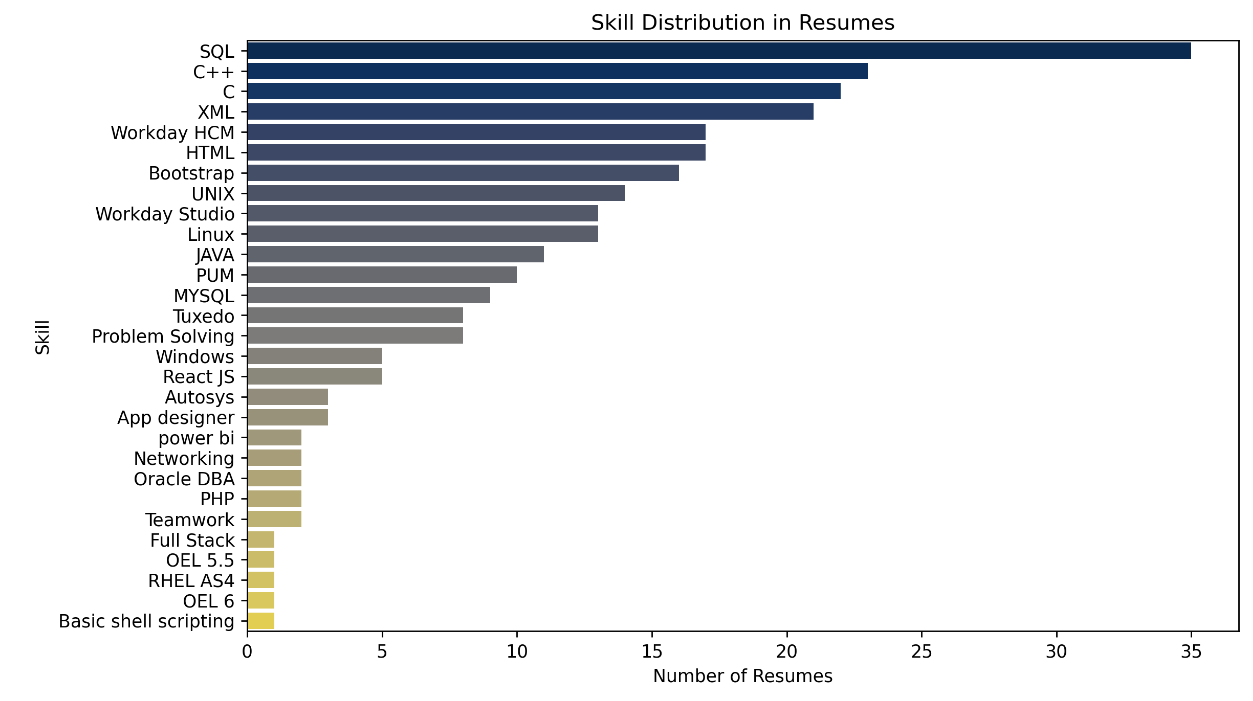 Skill Distribution in Resumes
Skill
SQL
C++
C
XML
Workday HCM
HTML
Bootstrap
UNIX
Workday Studio
Linux
JAVA
PUM
MYSQL
Tuxedo
Problem Solving
Windows
React JS
Autosys
App designer
power bi
Networking
Oracle DBA
PHP
Teamwork
Full Stack
OEL 5.5
RHEL AS4
OEL 6
Basic shell scripting
0 5 10 15 20 25 30 35
Number of Resumes